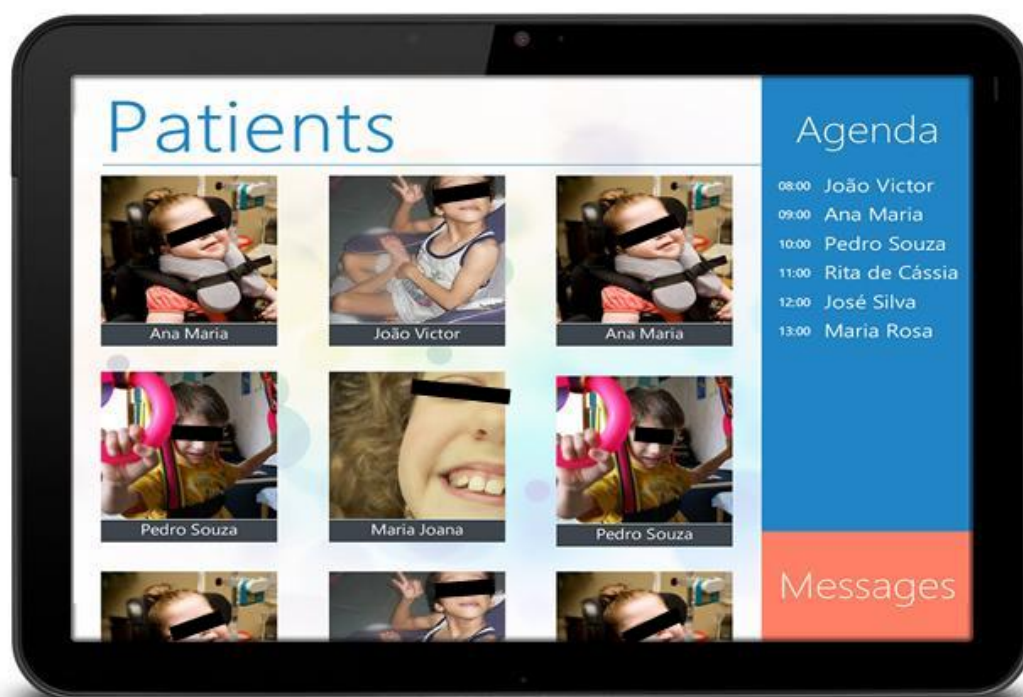 Patients
Ana Maria
João Victor
Ana Maria
Pedro Souza
Maria Joana
Pedro Souza
Agenda
08:00 João Victor
09:00 Ana Maria
10:00 Pedro Souza
11:00 Rita de Cássia
12:00 José Silva
13:00 Maria Rosa
Messages